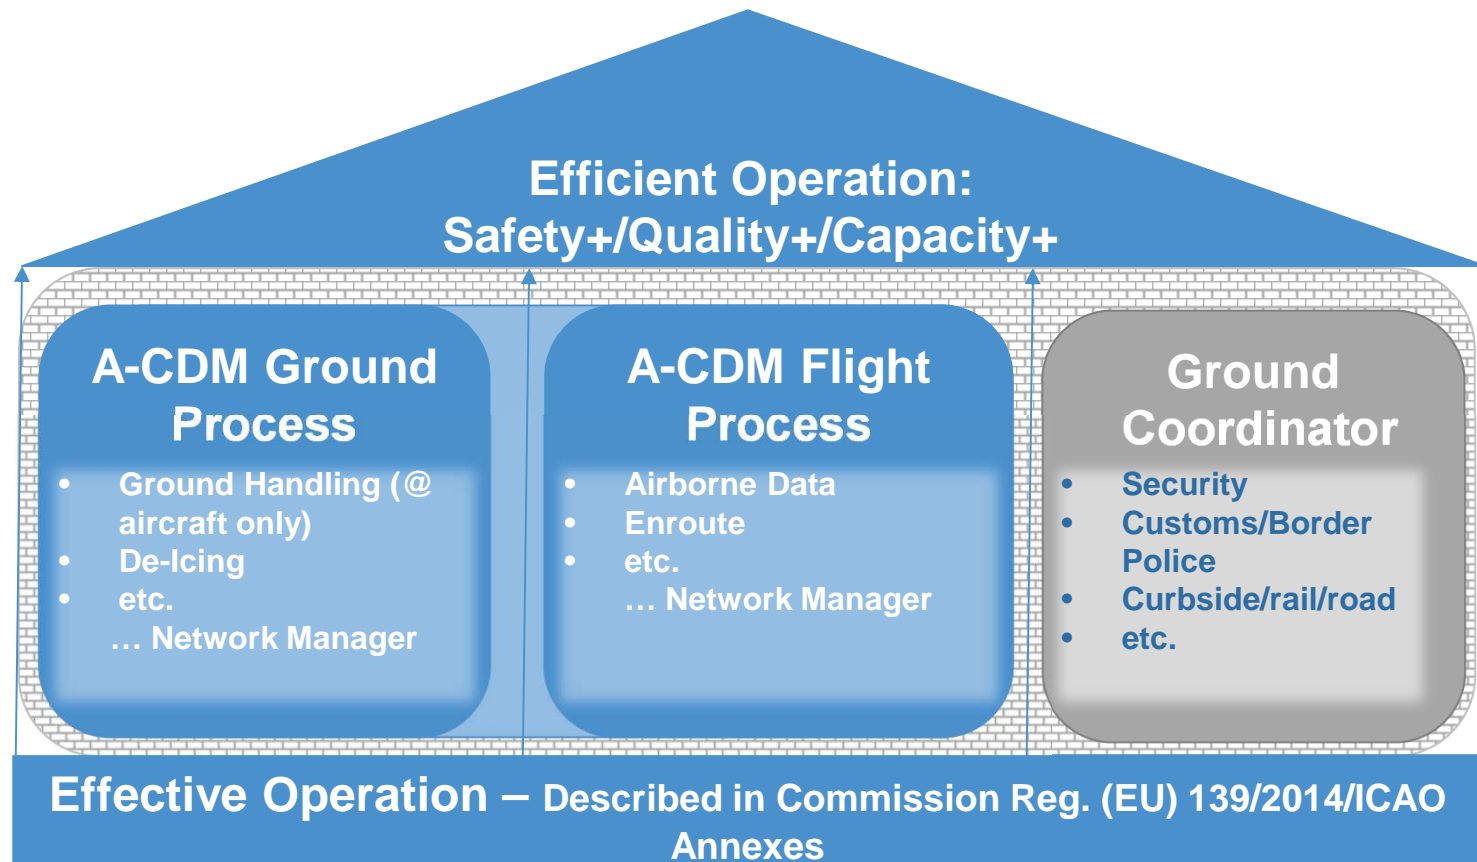 Efficient Operation:
Safety+/Quality+/Capacity+
A-CDM Ground
Process
• Ground Handling (@
aircraft only)
• De-Icing
• etc.
… Network Manager
A-CDM Flight
Process
• Airborne Data
• Enroute
• etc.
… Network Manager
Ground
Coordinator
• Security
• Customs/Border
Police
• Curbside/rail/road
• etc.
Effective Operation – Described in Commission Reg. (EU) 139/2014/ICAO
Annexes